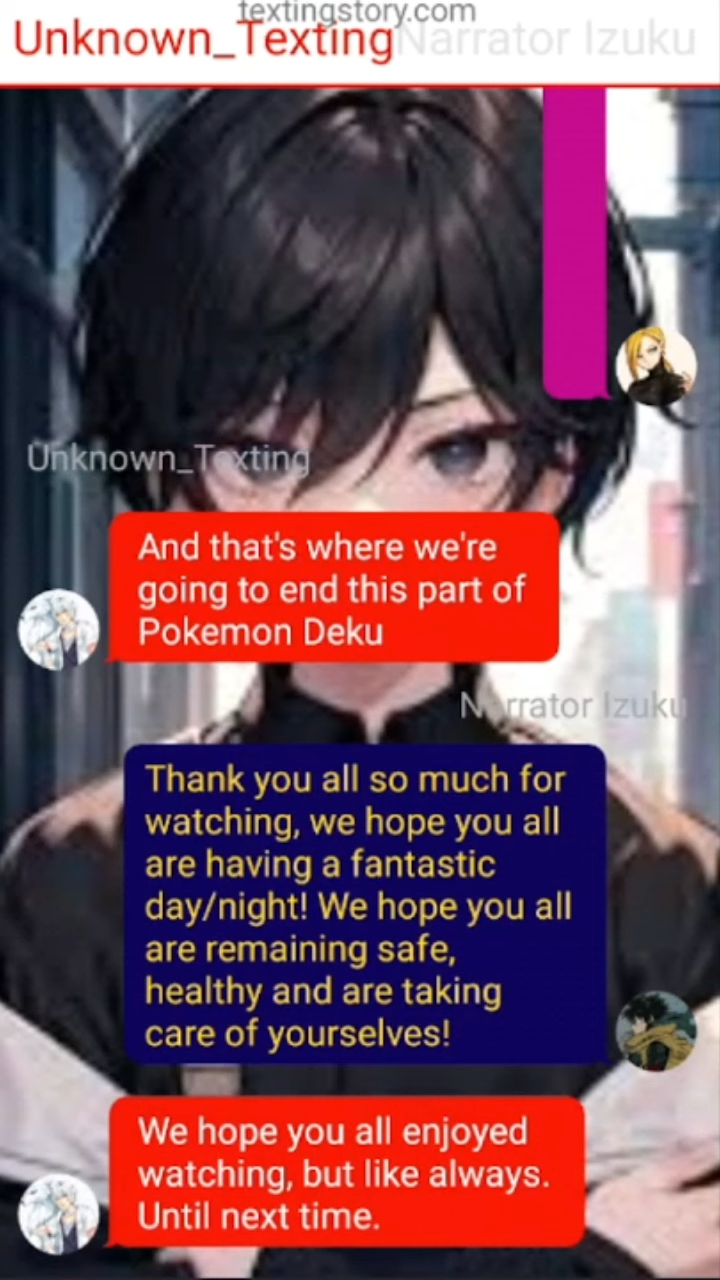 textingstory.com
Unknown_Texting Narrator Izuku
Unknown_Texting
And that's where we're
going to end this part of
Pokemon Deku
Narrator Izuku
Thank you all so much for
watching, we hope you all
are having a fantastic
day/night! We hope you all
are remaining safe,
healthy and are taking
care of yourselves!
We hope you all enjoyed
watching, but like always.
Until next time.